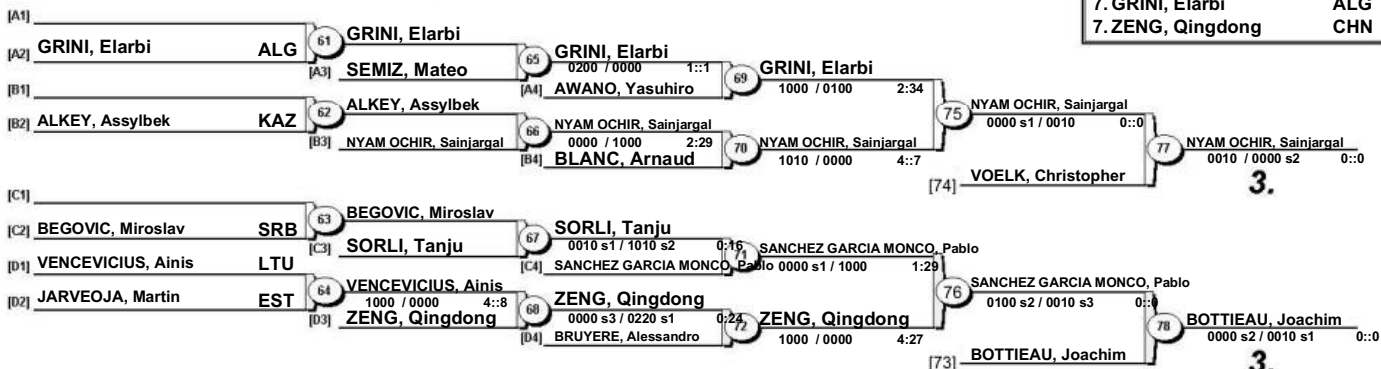 7. GRINI, Elarbi ALG
7. ZENG, Qingdong CHN
[A1]
[A2] GRINI, Elarbi ALG
61 GRINI, Elarbi
[A3] SEMIZ, Mateo
65 GRINI, Elarbi
0200 / 0000 1::1
[A4] AWANO, Yasuhiro
69 GRINI, Elarbi
1000 / 0100 2:34
[B1]
[B2] ALKEY, Assylbek KAZ
62 ALKEY, Assylbek
[B3] NYAM OCHIR, Sainjargal
66 NYAM OCHIR, Sainjargal
0000 / 1000 2:29
[B4] BLANC, Arnaud
70 NYAM OCHIR, Sainjargal
1010 / 0000 4::7
75 NYAM OCHIR, Sainjargal
0000 s1 / 0010 0::0
[74] VOELK, Christopher
77 NYAM OCHIR, Sainjargal
0010 / 0000 s2 0::0
3.
[C1]
[C2] BEGOVIC, Miroslav SRB
63 BEGOVIC, Miroslav
[C3] SORLI, Tanju
67 SORLI, Tanju
0010 s1 / 1010 s2 0:16
[C4] SANCHEZ GARCIA MONCO, Pablo
71 SANCHEZ GARCIA MONCO, Pablo
0000 s1 / 1000 1:29
[D1] VENCEVICIUS, Ainis LTU
[D2] JARVEOJA, Martin EST
64 VENCEVICIUS, Ainis
1000 / 0000 4::8
[D3] ZENG, Qingdong
68 ZENG, Qingdong
0000 s3 / 0220 s1 0:24
[D4] BRUYERE, Alessandro
72 ZENG, Qingdong
1000 / 0000 4:27
76 SANCHEZ GARCIA MONCO, Pablo
0100 s2 / 0010 s3 0::0
[73] BOTTIEAU, Joachim
78 BOTTIEAU, Joachim
0000 s2 / 0010 s1 0::0
3.